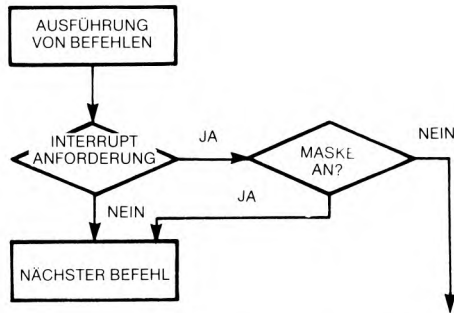 AUSFÜHRUNG
VON BEFEHLEN
INTERRUPT
ANFORDERUNG
JA
MASKE
AN?
NEIN
JA
NEIN
NÄCHSTER BEFEHL